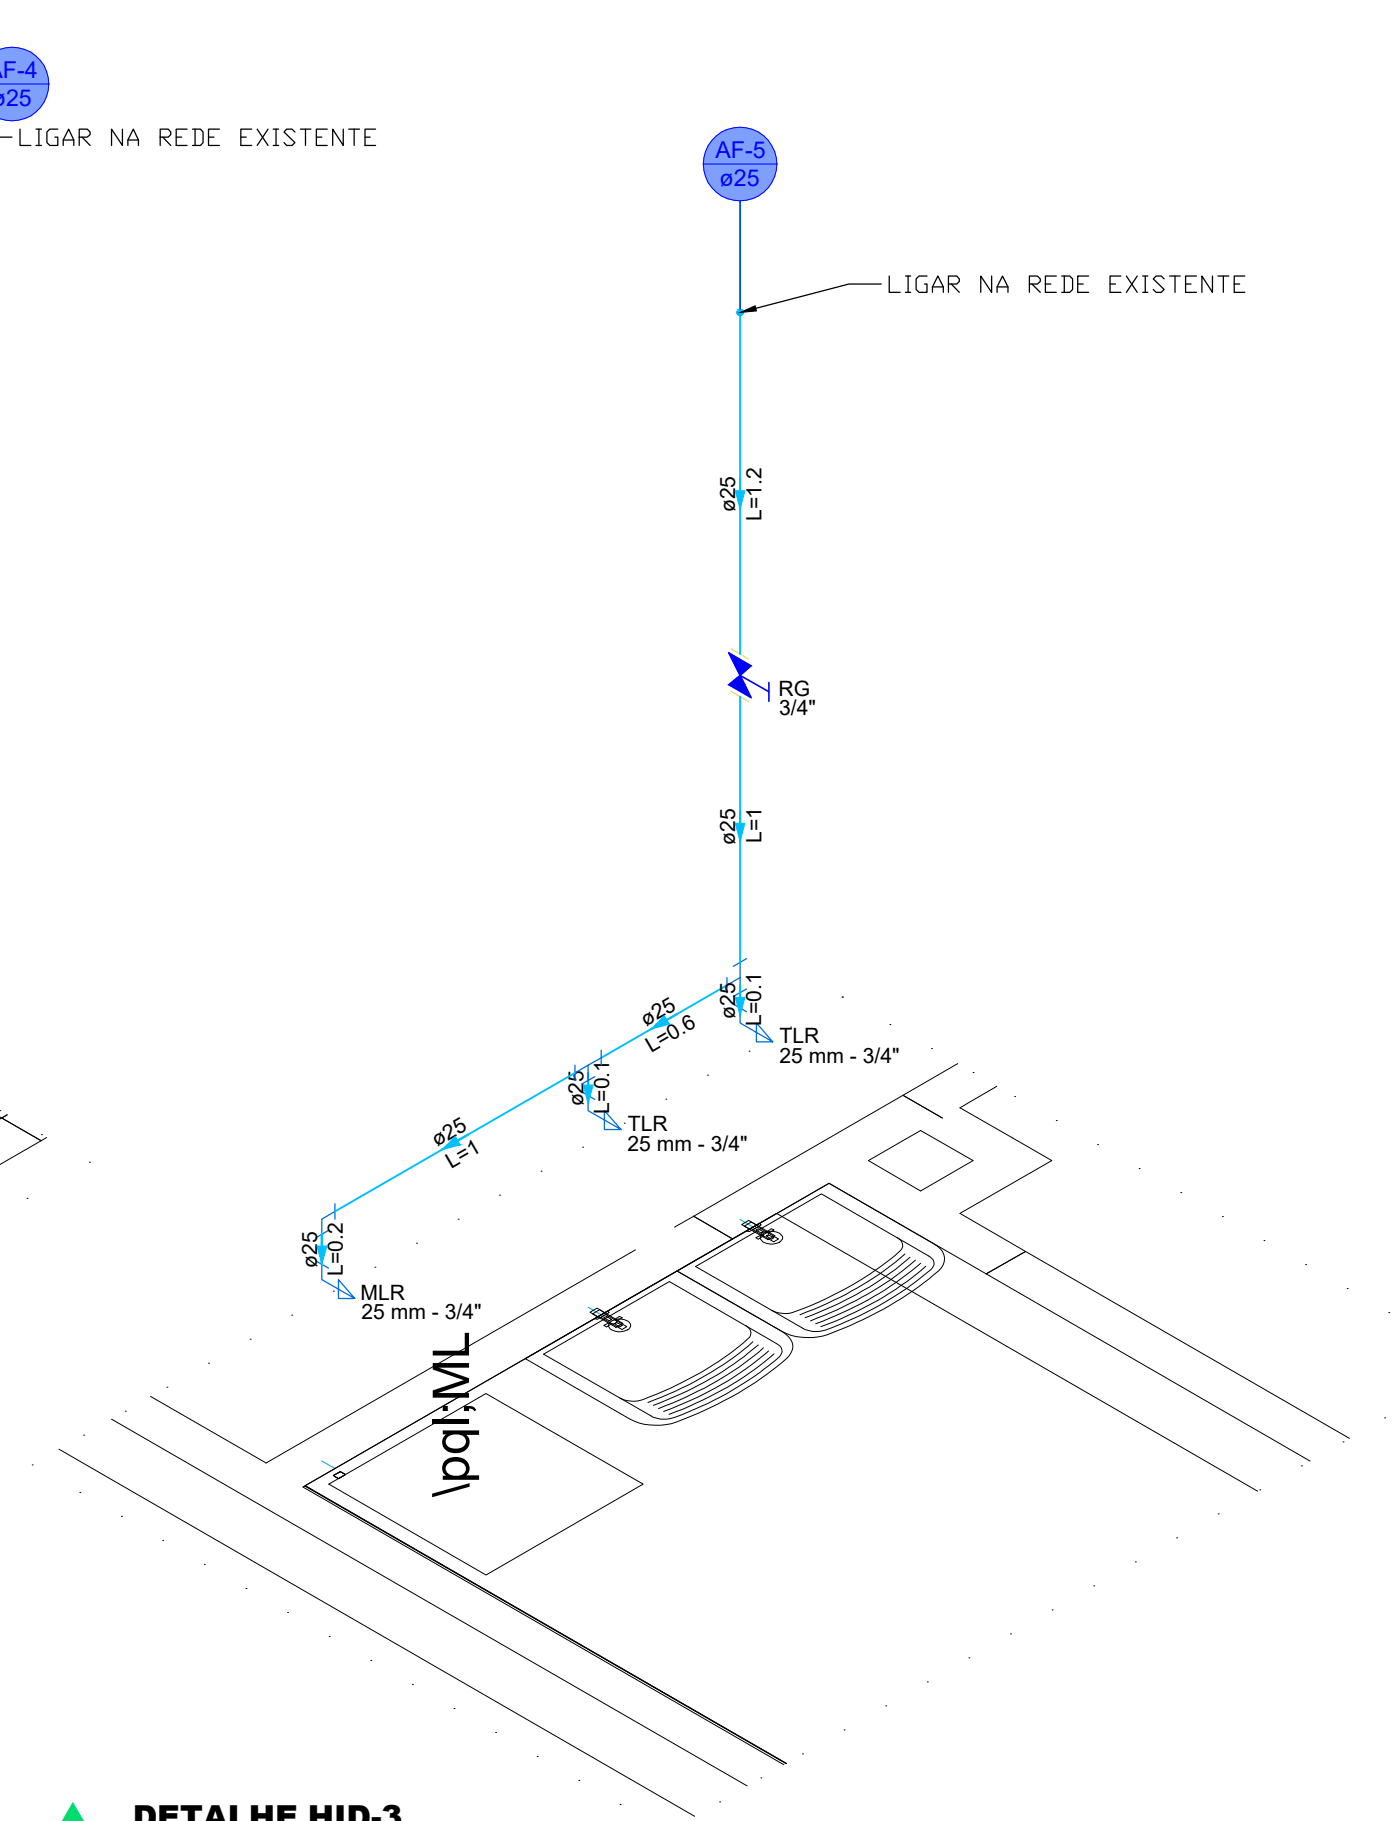 AF-4
ø25
LIGAR NA REDE EXISTENTE
AF-5
ø25
LIGAR NA REDE EXISTENTE
ø25
L=1.2
RG
3/4"
ø25
L=1
ø25
L=0.1
TLR
25 mm - 3/4"
ø25
L=0.6
ø25
L=0.1
TLR
25 mm - 3/4"
ø25
L=1
ø25
L=0.2
MLR
25 mm - 3/4"
\pql;ML
DETALHE HID-3